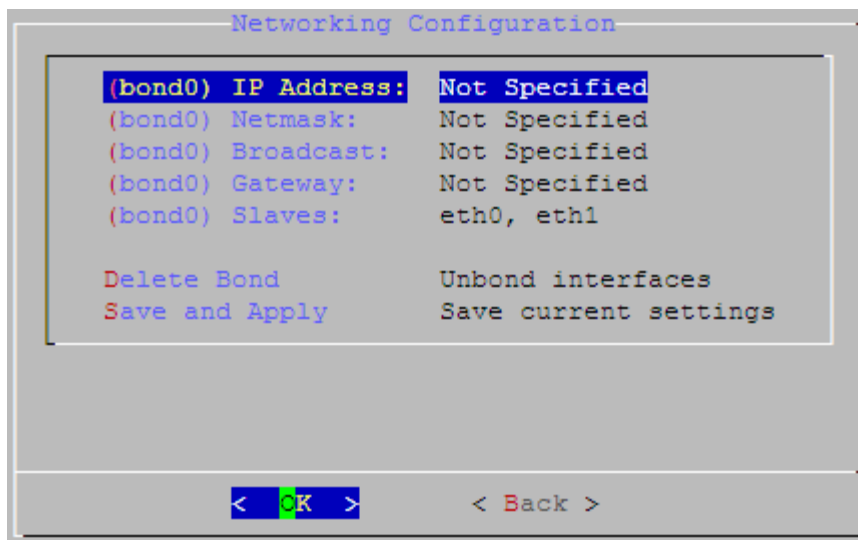 Networking Configuration
(bond0) IP Address: Not Specified
(bond0) Netmask: Not Specified
(bond0) Broadcast: Not Specified
(bond0) Gateway: Not Specified
(bond0) Slaves: eth0, eth1
Delete Bond Unbond interfaces
Save and Apply Save current settings
< OK > < Back >